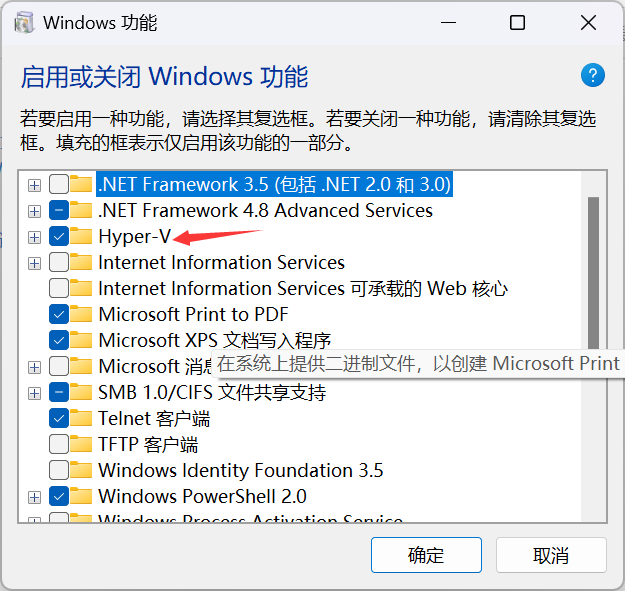 Windows 功能
启用或关闭 Windows 功能
若要启用一种功能，请选择其复选框。若要关闭一种功能，请清除其复选
框。填充的框表示仅启用该功能的一部分。
.NET Framework 3.5 (包括 .NET 2.0 和 3.0)
.NET Framework 4.8 Advanced Services
Hyper-V
Internet Information Services
Internet Information Services 可承载的 Web 核心
Microsoft Print to PDF
Microsoft XPS 文档写入程序
Microsoft 消息
在系统上提供二进制文件，以创建 Microsoft Print
SMB 1.0/CIFS 文件共享支持
Telnet 客户端
TFTP 客户端
Windows Identity Foundation 3.5
Windows PowerShell 2.0
Windows Process Activation Service
确定
取消